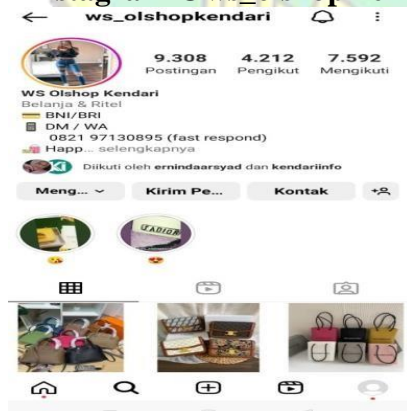 ws_olshopkendari
9.308 4.212 7.592
Postingan Pengikut Mengikuti
WS Olshop Kendari
Belanja & Ritel
BNI/BRI
DM / WA
0821 97130895 (fast respond)
Happ... selengkapnya
Diikuti oleh ernindaarsyad dan kendariinfo
Meng... Kirim Pe... Kontak